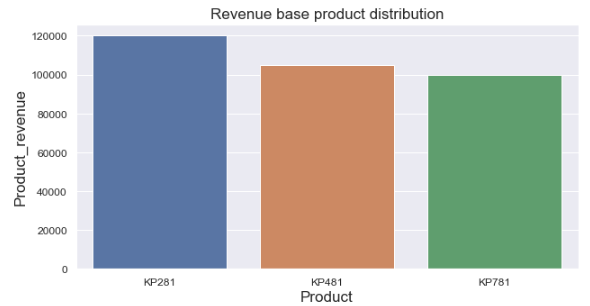 Revenue base product distribution
Product_revenue
120000
100000
80000
60000
40000
20000
0
KP281 KP481 KP781
Product